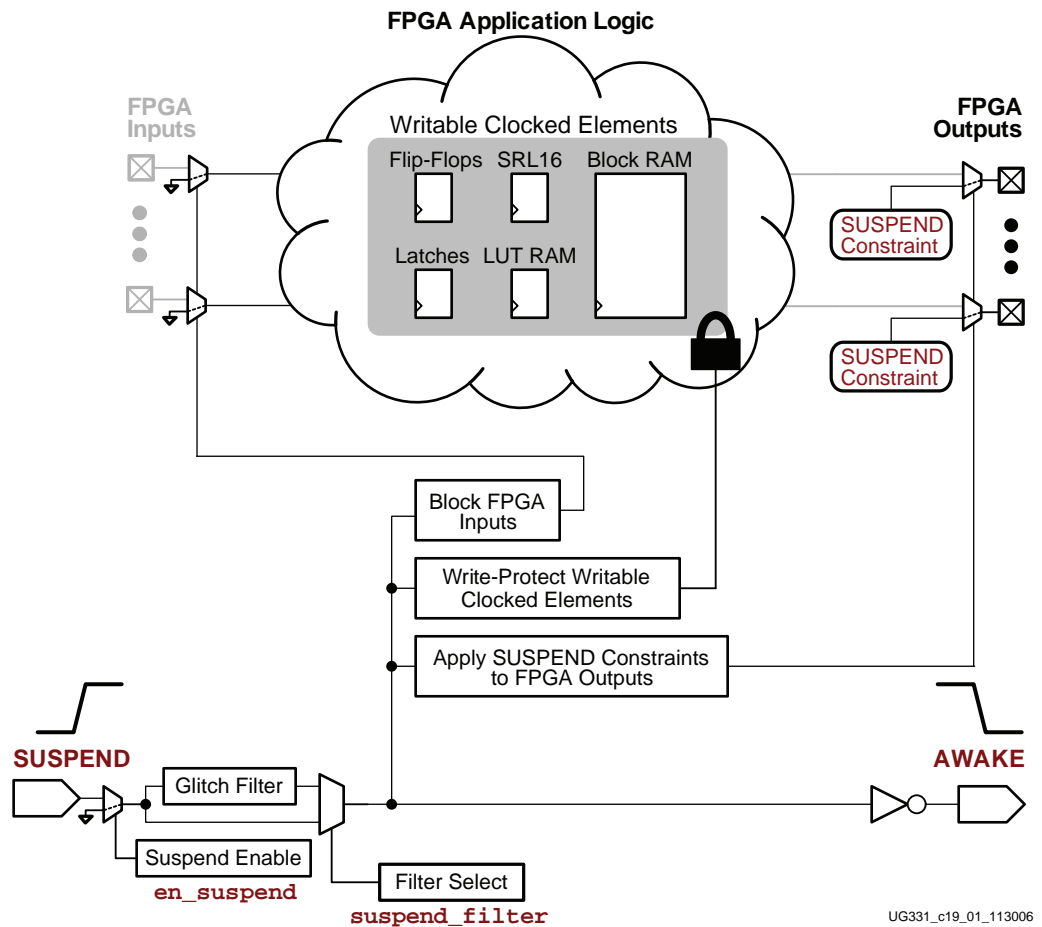 FPGA Application Logic
FPGA
Inputs
FPGA
Outputs
Writable Clocked Elements
Flip-Flops
SRL16
Block RAM
Latches
LUT RAM
SUSPEND
Constraint
SUSPEND
Constraint
Block FPGA
Inputs
Write-Protect Writable
Clocked Elements
Apply SUSPEND Constraints
to FPGA Outputs
SUSPEND
AWAKE
Glitch Filter
Suspend Enable
en_suspend
Filter Select
suspend_filter
UG331_c19_01_113006